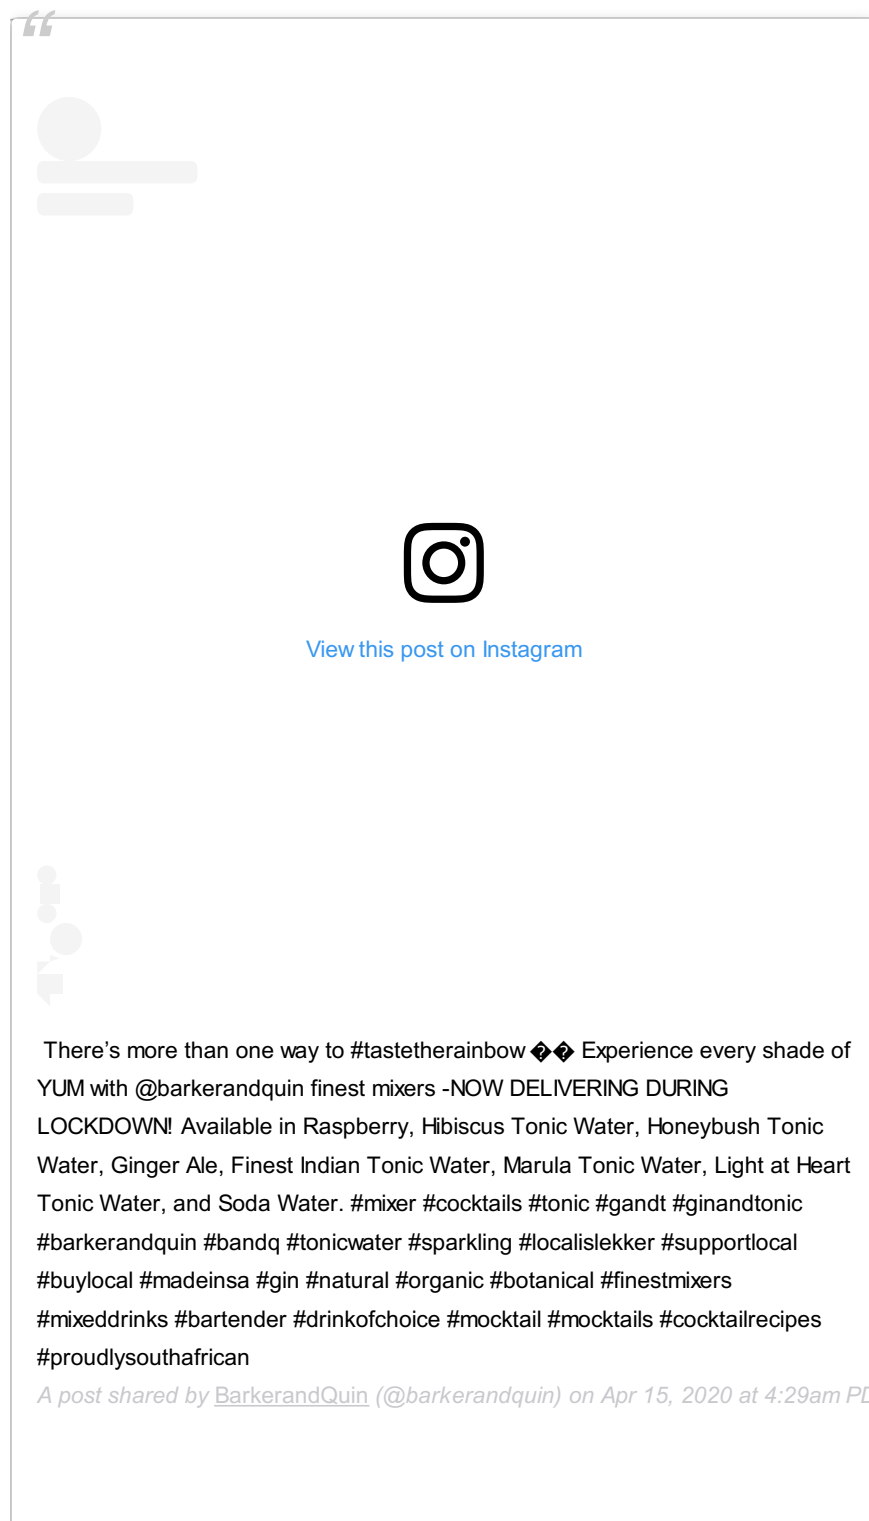 “
View this post on Instagram
There’s more than one way to #tastetherainbow �� Experience every shade of
YUM with @barkerandquin finest mixers -NOW DELIVERING DURING
LOCKDOWN! Available in Raspberry, Hibiscus Tonic Water, Honeybush Tonic
Water, Ginger Ale, Finest Indian Tonic Water, Marula Tonic Water, Light at Heart
Tonic Water, and Soda Water. #mixer #cocktails #tonic #gandt #ginandtonic
#barkerandquin #bandq #tonicwater #sparkling #localislekker #supportlocal
#buylocal #madeinsa #gin #natural #organic #botanical #finestmixers
#mixeddrinks #bartender #drinkofchoice #mocktail #mocktails #cocktailrecipes
#proudlysouthafrican
A post shared by BarkerandQuin (@barkerandquin) on Apr 15, 2020 at 4:29am